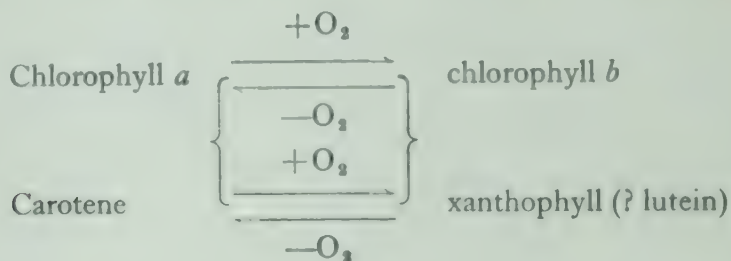 +O₂
Chlorophyll a chlorophyll b
—O₂
+O₂
Carotene xanthophyll (? lutein)
—O₂